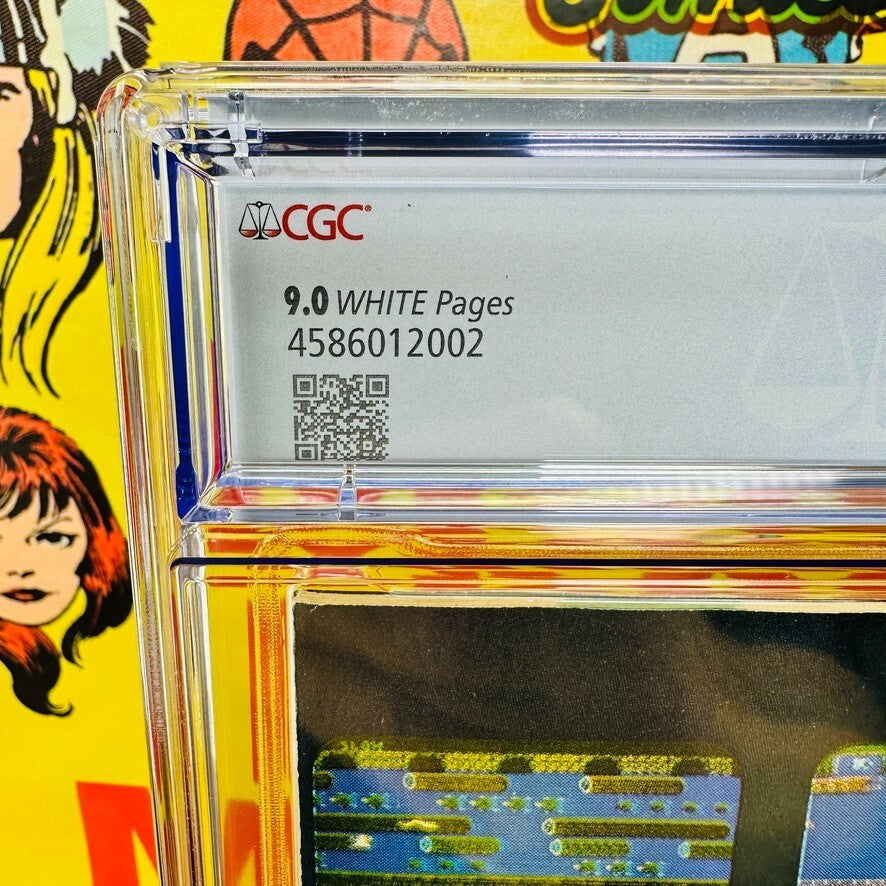 CGC®
9.0 WHITE Pages
4586012002